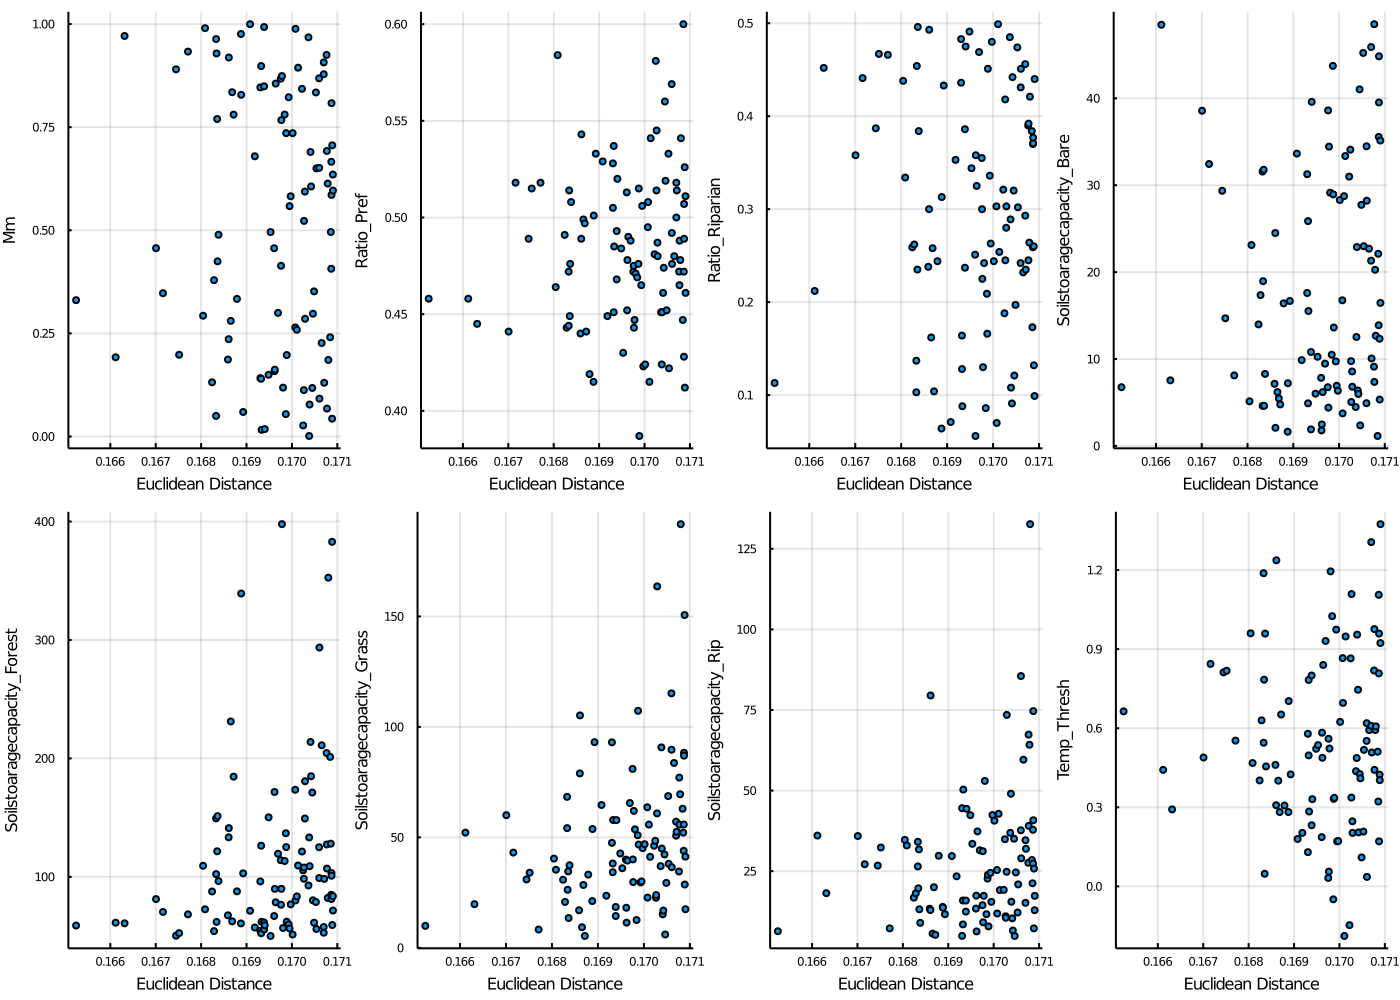 1.00
0.75
0.50
0.25
0.00
Mm
0.166 0.167 0.168 0.169 0.170 0.171
Euclidean Distance
0.60
0.55
0.50
0.45
0.40
Ratio_Pref
0.166 0.167 0.168 0.169 0.170 0.171
Euclidean Distance
0.5
0.4
0.3
0.2
0.1
Ratio_Riparian
0.166 0.167 0.168 0.169 0.170 0.171
Euclidean Distance
40
30
20
10
0
Soilstoaragecapacity_Bare
0.166 0.167 0.168 0.169 0.170 0.171
Euclidean Distance
400
300
200
100
Soilstoaragecapacity_Forest
0.166 0.167 0.168 0.169 0.170 0.171
Euclidean Distance
150
100
50
0
Soilstoaragecapacity_Grass
0.166 0.167 0.168 0.169 0.170 0.171
Euclidean Distance
125
100
75
50
25
Soilstoaragecapacity_Rip
0.166 0.167 0.168 0.169 0.170 0.171
Euclidean Distance
1.2
0.9
0.6
0.3
0.0
Temp_Thresh
0.166 0.167 0.168 0.169 0.170 0.171
Euclidean Distance